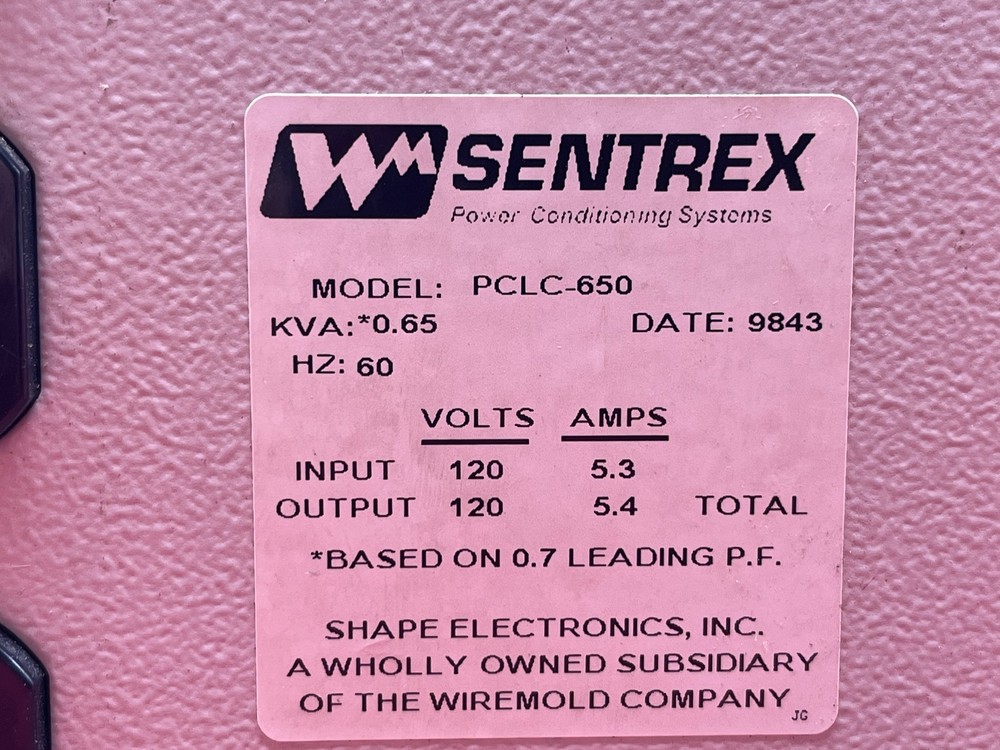 WM SENTREX
Power Conditioning Systems
MODEL: PCLC-650
KVA:*0.65 DATE: 9843
HZ: 60
VOLTS AMPS
INPUT 120 5.3
OUTPUT 120 5.4 TOTAL
*BASED ON 0.7 LEADING P.F.
SHAPE ELECTRONICS, INC.
A WHOLLY OWNED SUBSIDIARY
OF THE WIREMOLD COMPANY
JG